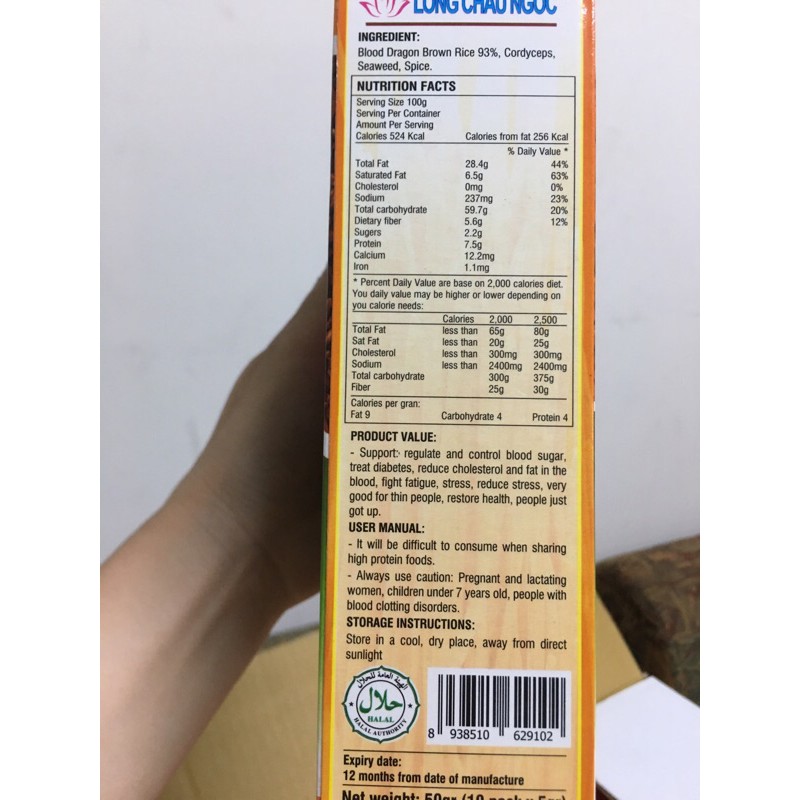 LONG CHAU NGOC
INGREDIENT:
Blood Dragon Brown Rice 93%, Cordyceps,
Seaweed, Spice.
NUTRITION FACTS
Serving Size 100g
Serving Per Container
Amount Per Serving
Calories 524 Kcal Calories from fat 256 Kcal
% Daily Value *
Total Fat 28.4g 44%
Saturated Fat 6.5g 63%
Cholesterol 0mg 0%
Sodium 237mg 23%
Total carbohydrate 59.7g 20%
Dietary fiber 5.6g 12%
Sugers 2.2g
Protein 7.5g
Calcium 12.2mg
Iron 1.1mg
* Percent Daily Value are base on 2,000 calories diet.
You daily value may be higher or lower depending on
you calorie needs:
Calories 2,000 2,500
Total Fat less than 65g 80g
Sat Fat less than 20g 25g
Cholesterol less than 300mg 300mg
Sodium less than 2400mg 2400mg
Total carbohydrate 300g 375g
Fiber 25g 30g
Calories per gran:
Fat 9 Carbohydrate 4 Protein 4
PRODUCT VALUE:
- Support: regulate and control blood sugar,
treat diabetes, reduce cholesterol and fat in the
blood, fight fatigue, stress, reduce stress, very
good for thin people, restore health, people just
got up.
USER MANUAL:
- It will be difficult to consume when sharing
high protein foods.
- Always use caution: Pregnant and lactating
women, children under 7 years old, people with
blood clotting disorders.
STORAGE INSTRUCTIONS:
Store in a cool, dry place, away from direct
sunlight
الهيئة العامة للحلال
حلال
HALAL
HALAL AUTHORITY
8 938510 629102
Expiry date:
12 months from date of manufacture
Net weight: 50gr (10 pack x 5gr)